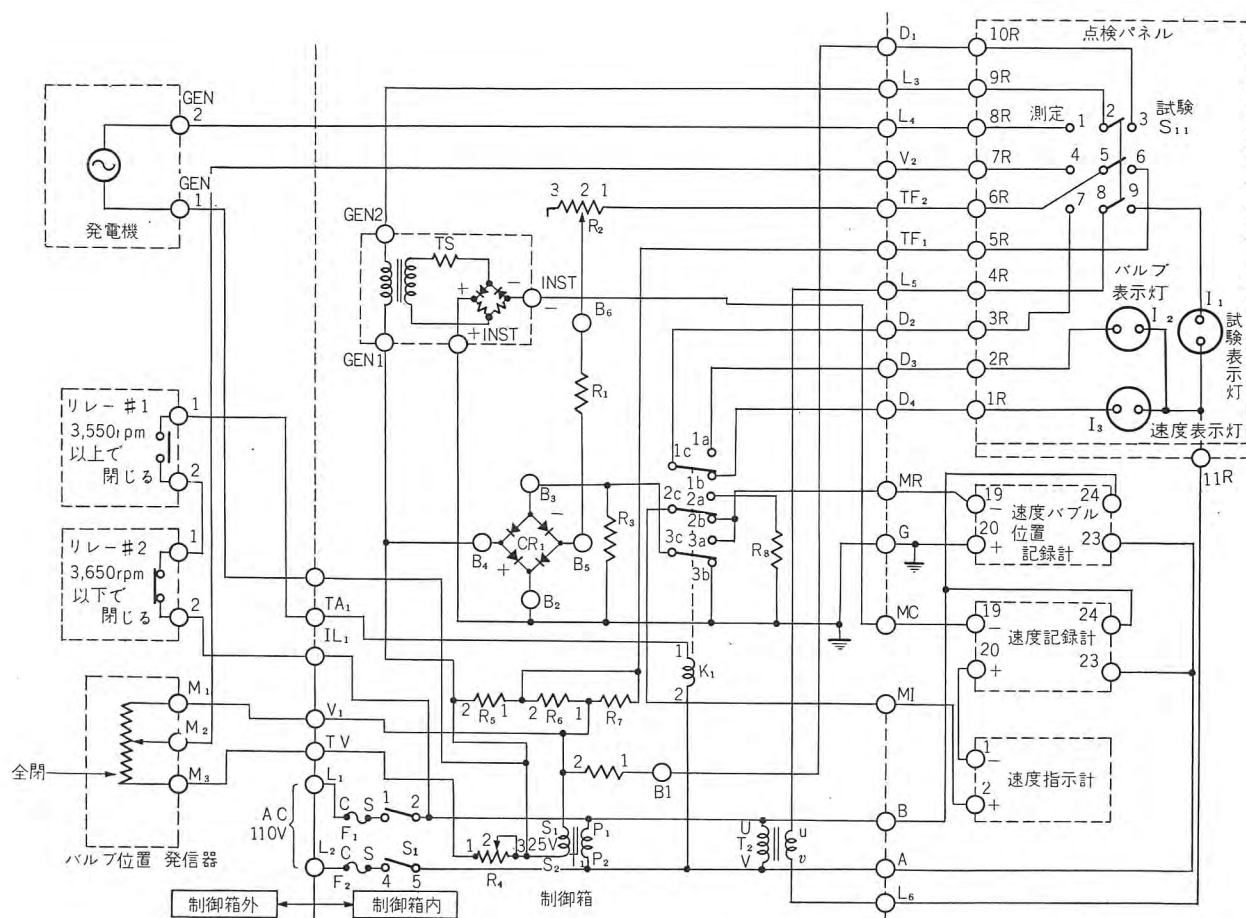 GEN
2
GEN
1
発電機
リレー #1
3,550rpm
以上で
閉じる
1
2
リレー #2
3,650rpm
以下で
閉じる
1
2
M₁
M₂
M₃
全閉
バルブ位置 発信器
制御箱外
制御箱内
AC
110V
TA₁
IL₁
V₁
TV
L₁
L₂
C S
F₁
1 2
C S
F₂
S₁
4 5
GEN2
TS
+
−
INST
−
+INST
GEN1
3 2 1
R₂
B₆
R₁
B₃
−
CR₁
+
B₄
B₅
B₂
R₃
1c
1a
1b
2c
2a
2b
3c
3a
3b
R₈
1
K₁
2
2 R₅ 1
2 R₆ 1
R₇
2 1
B1
1 2 3
R₄
25V
S₁
S₂
T₁
P₁
P₂
U
T₂
V
u
v
制御箱
D₁
L₃
L₄
V₂
TF₂
TF₁
L₅
D₂
D₃
D₄
MR
G
MC
MI
B
A
L₆
10R
9R
8R
7R
6R
5R
4R
3R
2R
1R
11R
点検パネル
測定
試験
S₁₁
1 2 3
4 5 6
7 8 9
バルブ
表示灯
I₂
I₁
試験表示灯
I₃
速度表示灯
19
−
20
+
速度バブル
位置
記録計
24
23
19
−
20
+
速度記録計
24
23
1
−
2
+
速度指示計